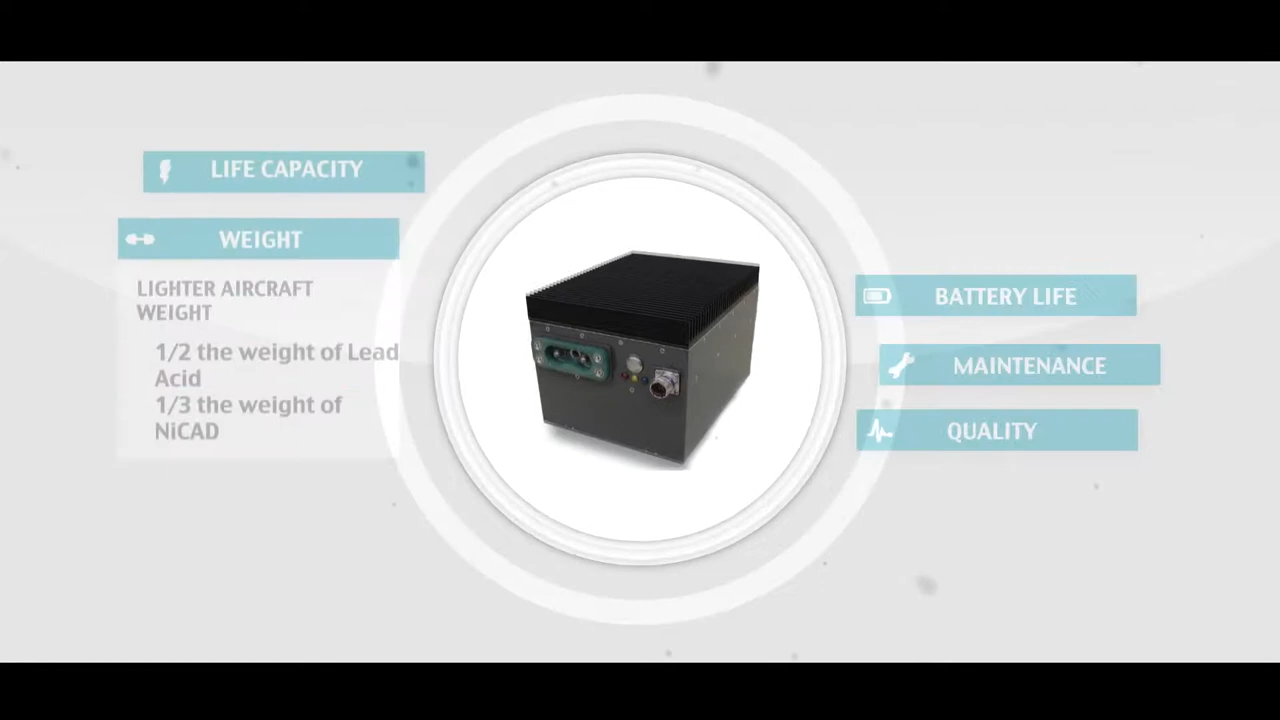 LIFE CAPACITY
WEIGHT
LIGHTER AIRCRAFT
WEIGHT
1/2 the weight of Lead
Acid
1/3 the weight of
NiCAD
BATTERY LIFE
MAINTENANCE
QUALITY